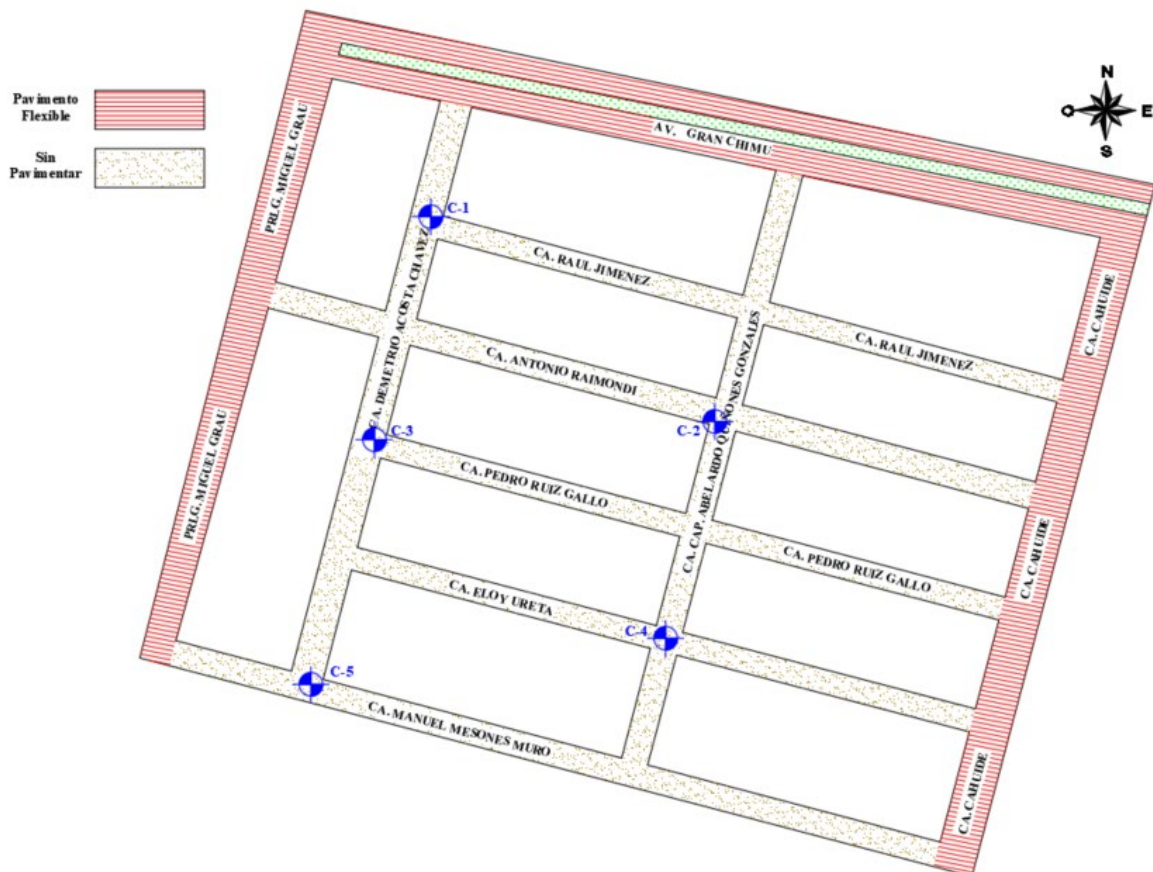 N
O
E
S
Pavimento
Flexible
Sin
Pavimentar
PRLG. MIGUEL GRAU
AV. GRAN CHIMU
C-1
CA. RAUL JIMENEZ
CA. DEMETRIO ACOSTA CHAVEZ
CA. CAHUIDE
CA. RAUL JIMENEZ
CA. ANTONIO RAIMONDI
CA. CAP. ABELARDO QUIÑONES GONZALES
C-3
C-2
PRLG. MIGUEL GRAU
CA. PEDRO RUIZ GALLO
CA. PEDRO RUIZ GALLO
CA. CAHUIDE
CA. ELOY URETA
C-4
C-5
CA. MANUEL MESONES MURO
CA. CAHUIDE